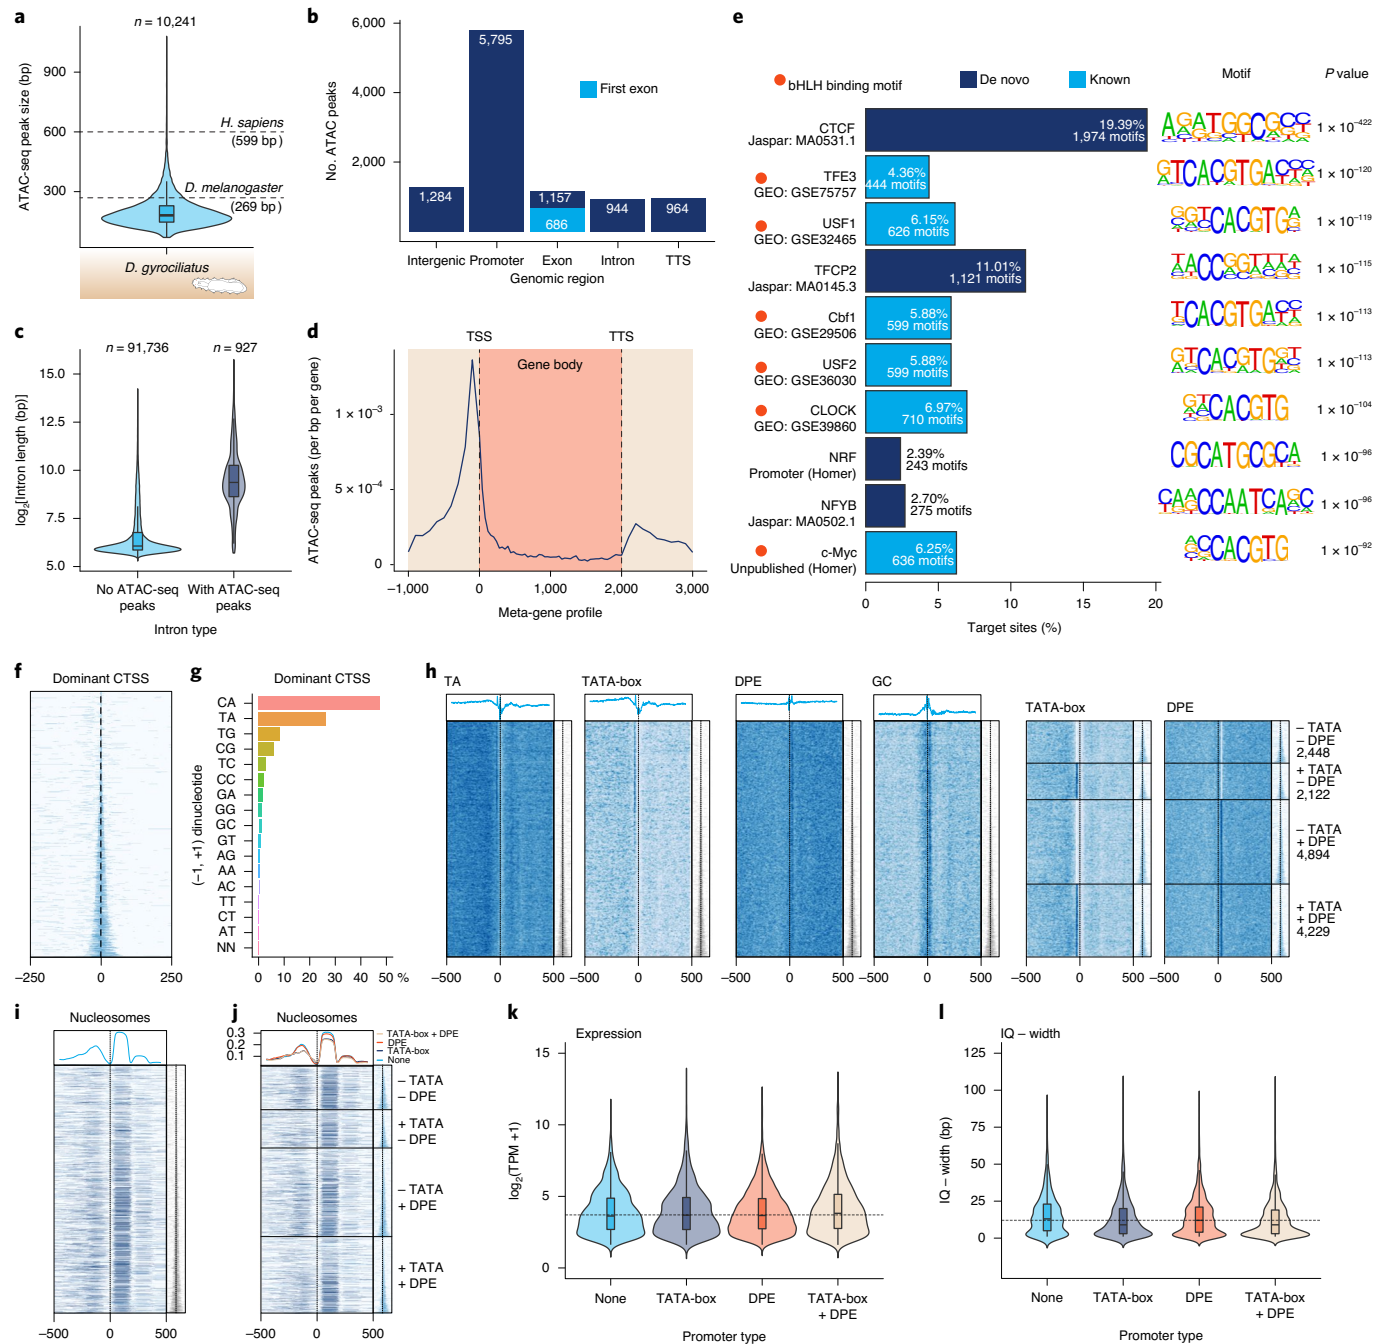 a
n = 10,241
ATAC-seq peak size (bp)
900
600
300
H. sapiens
(599 bp)
D. melanogaster
(269 bp)
D. gyrociliatus
b
No. ATAC peaks
6,000
4,000
2,000
5,795
First exon
1,284
1,157
686
944
964
Intergenic Promoter Exon Intron TTS
Genomic region
c
n = 91,736 n = 927
log2[Intron length (bp)]
15.0
12.5
10.0
7.5
5.0
No ATAC-seq peaks
With ATAC-seq peaks
Intron type
d
TSS TTS
Gene body
ATAC-seq peaks (per bp per gene)
1 × 10−3
5 × 10−4
0
−1,000 0 1,000 2,000 3,000
Meta-gene profile
e
bHLH binding motif De novo Known Motif P value
CTCF
Jaspar: MA0531.1
19.39%
1,974 motifs
1 × 10−422
TFE3
GEO: GSE75757
4.36%
444 motifs
1 × 10−120
USF1
GEO: GSE32465
6.15%
626 motifs
1 × 10−119
TFCP2
Jaspar: MA0145.3
11.01%
1,121 motifs
1 × 10−115
Cbf1
GEO: GSE29506
5.88%
599 motifs
1 × 10−113
USF2
GEO: GSE36030
5.88%
599 motifs
1 × 10−113
CLOCK
GEO: GSE39860
6.97%
710 motifs
CACGTG
1 × 10−104
NRF
Promoter (Homer)
2.39%
243 motifs
CGCATGCGCA
1 × 10−96
NFYB
Jaspar: MA0502.1
2.70%
275 motifs
1 × 10−96
c-Myc
Unpublished (Homer)
6.25%
636 motifs
CACGTG
1 × 10−92
0 5 10 15 20
Target sites (%)
f
Dominant CTSS
−250 0 250
g
Dominant CTSS
(−1, +1) dinucleotide
CA
TA
TG
CG
TC
CC
GA
GG
GC
GT
AG
AA
AC
TT
CT
AT
NN
0 10 20 30 40 50 %
h
TA TATA-box DPE GC TATA-box DPE
− TATA
− DPE
2,448
+ TATA
− DPE
2,122
− TATA
+ DPE
4,894
+ TATA
+ DPE
4,229
−500 0 500
−500 0 500
−500 0 500
−500 0 500
−500 0 500
−500 0 500
i
Nucleosomes
−500 0 500
j
Nucleosomes
0.3
0.2
0.1
TATA-box + DPE
DPE
TATA-box
None
− TATA
− DPE
+ TATA
− DPE
− TATA
+ DPE
+ TATA
+ DPE
−500 0 500
k
Expression
log2(TPM +1)
15
10
5
0
None TATA-box DPE TATA-box + DPE
Promoter type
l
IQ – width
IQ – width (bp)
125
75
50
25
0
None TATA-box DPE TATA-box + DPE
Promoter type